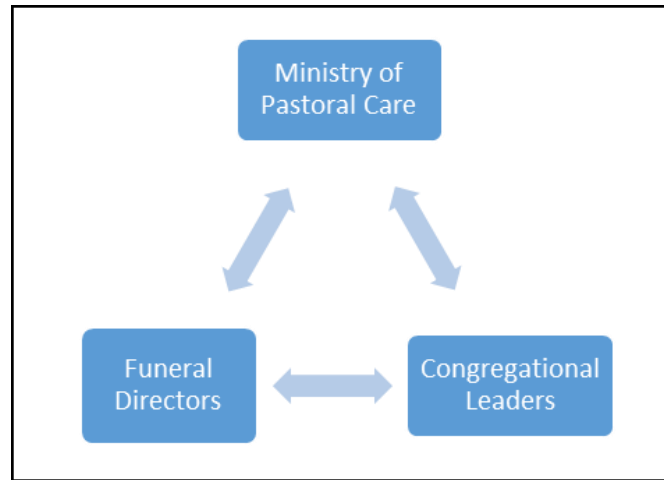 Ministry of
Pastoral Care
Funeral
Directors
Congregational
Leaders